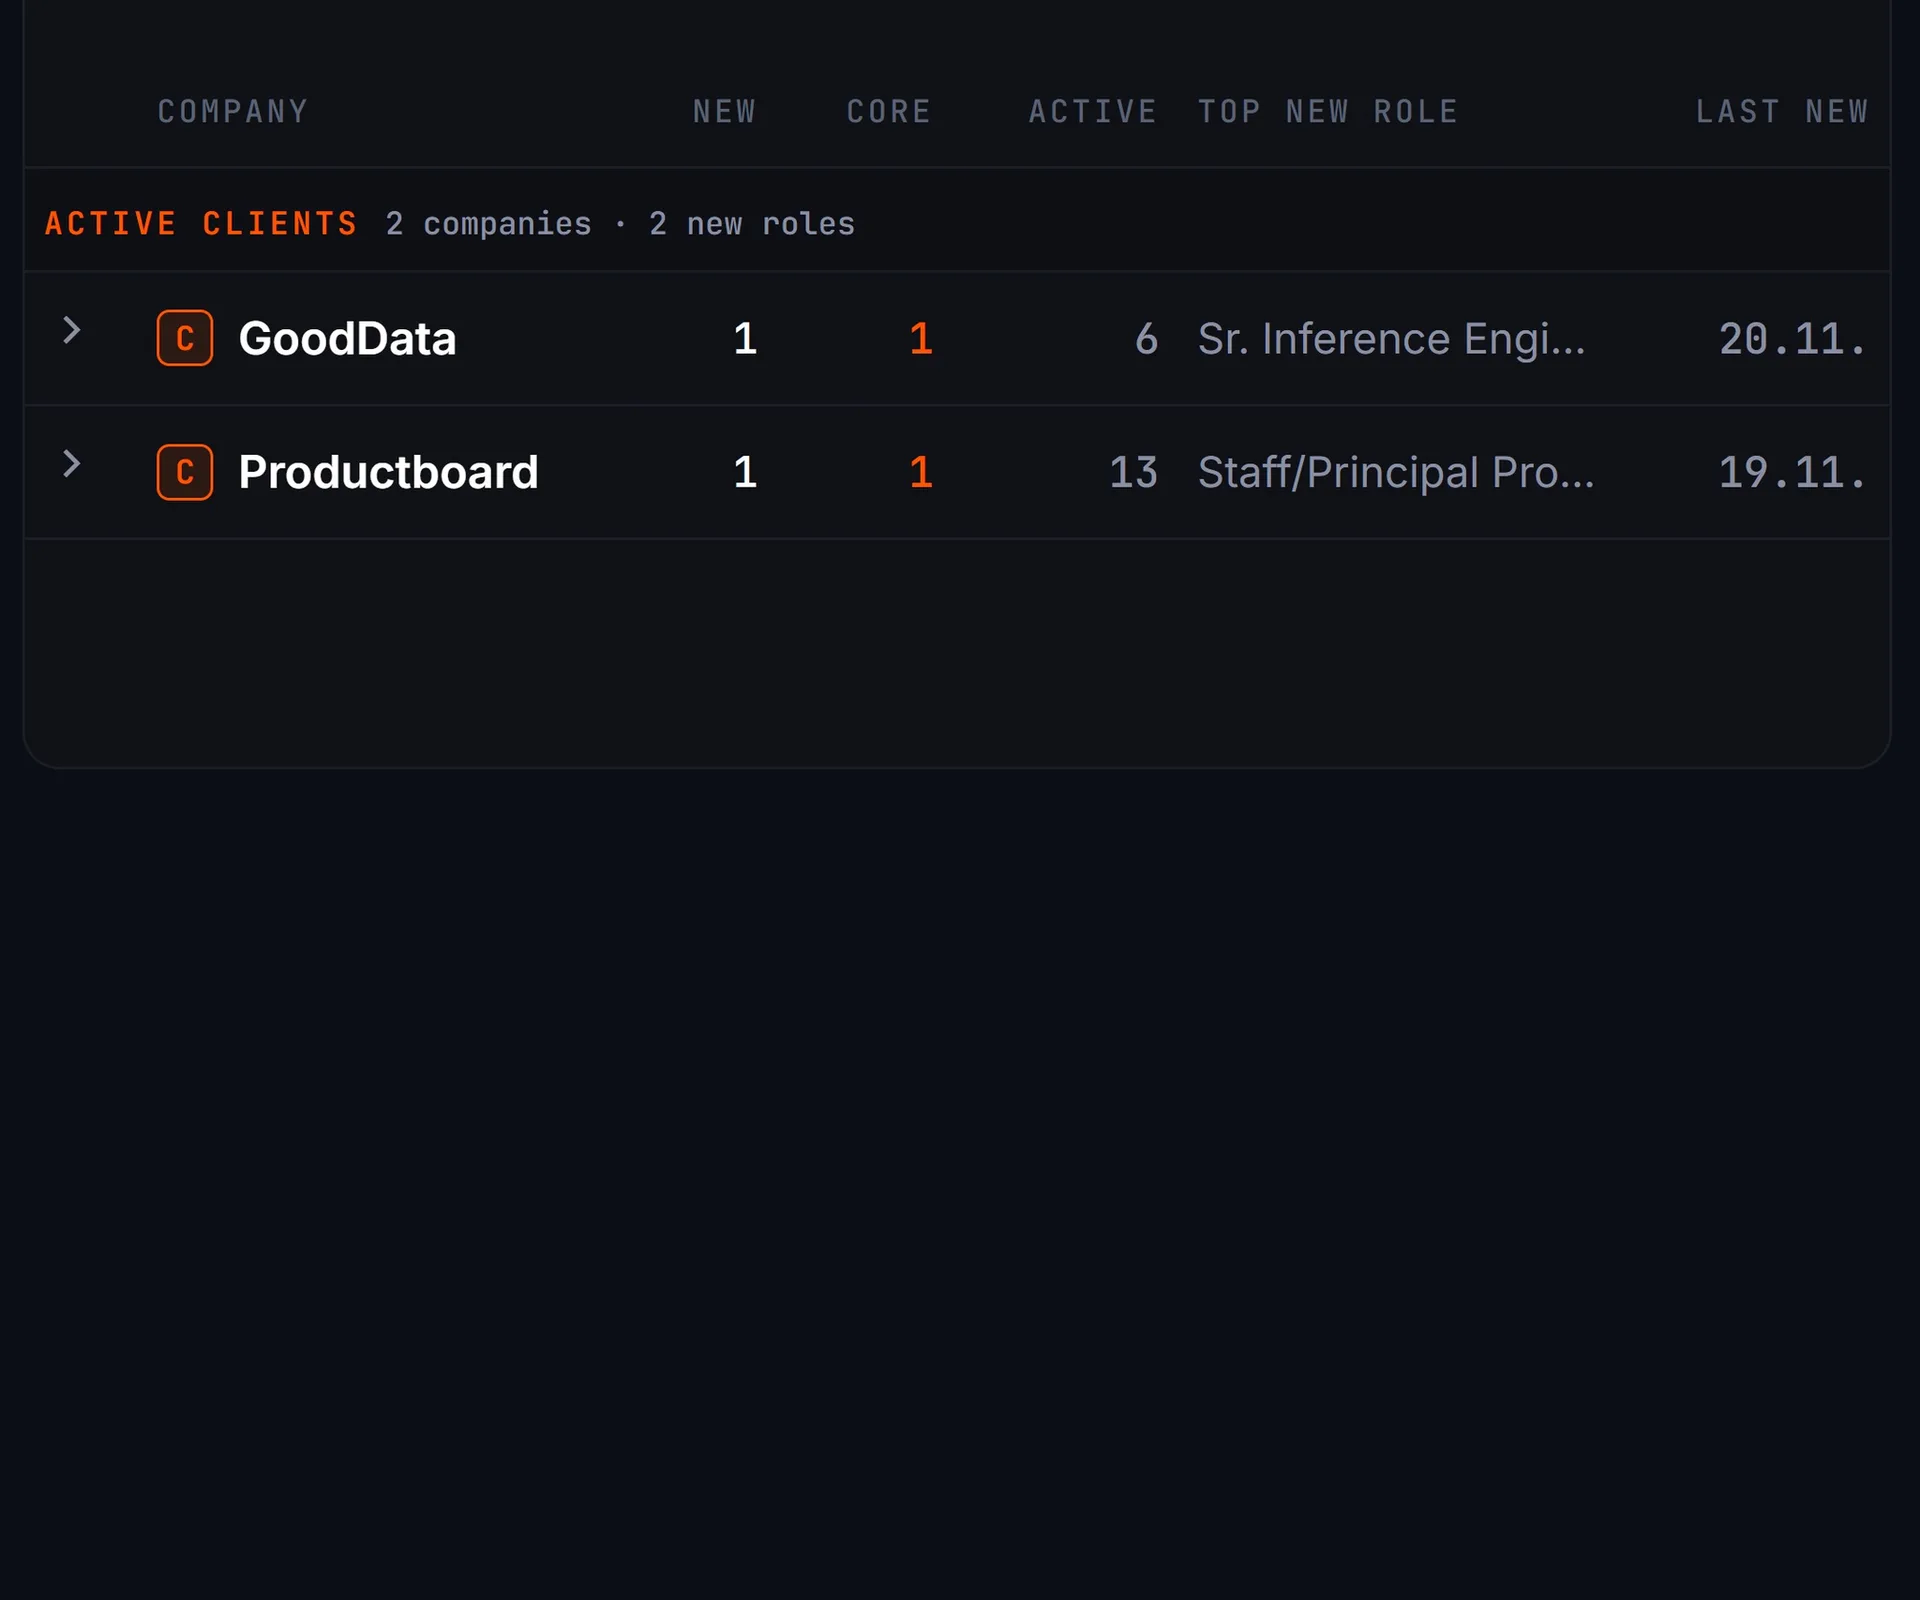 COMPANY NEW CORE ACTIVE TOP NEW ROLE LAST NEW
ACTIVE CLIENTS 2 companies · 2 new roles
C GoodData 1 1 6 Sr. Inference Engi... 20.11.
C Productboard 1 1 13 Staff/Principal Pro... 19.11.